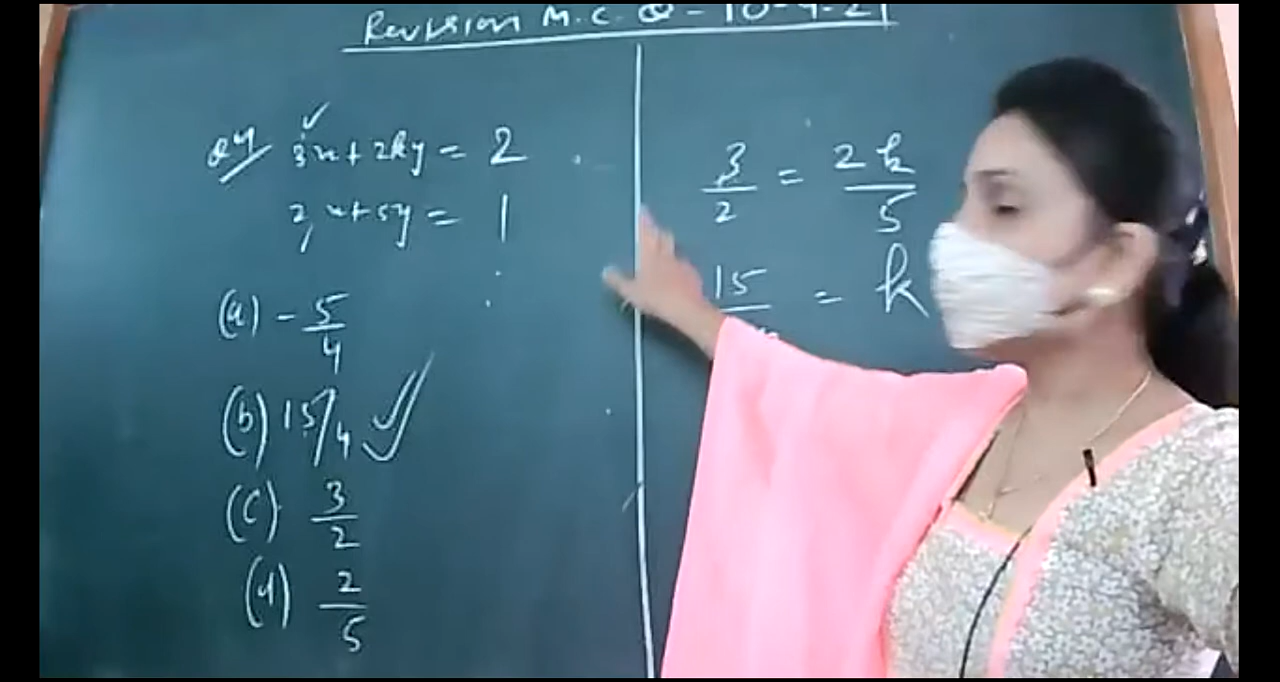 Revision M.C.Q - 10-4-21
Q4 3x + 2ky = 2
2x + 5y = 1
(a) - 5/4
(b) 15/4
(c) 3/2
(d) 2/5
3/2 = 2k/5
15/ = k